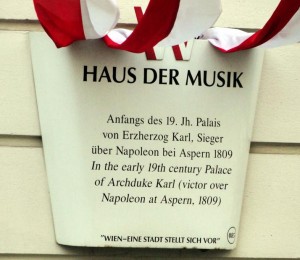 HAUS DER MUSIK
Anfangs des 19. Jh. Palais
von Erzherzog Karl, Sieger
über Napoleon bei Aspern 1809
In the early 19th century Palace
of Archduke Karl (victor over
Napoleon at Aspern, 1809)
"WIEN–EINE STADT STELLT SICH VOR"